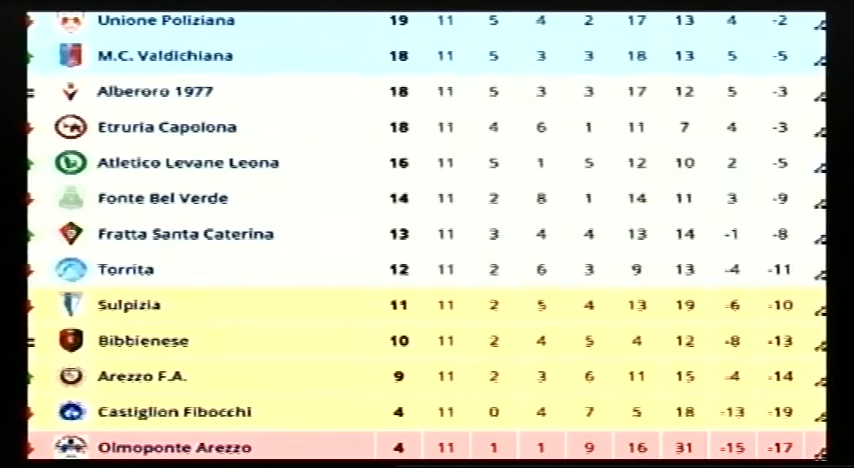 Unione Poliziana 19 11 5 4 2 17 13 4 -2
M.C. Valdichiana 18 11 5 3 3 18 13 5 -5
Alberoro 1977 18 11 5 3 3 17 12 5 -3
Etruria Capolona 18 11 4 6 1 11 7 4 -3
Atletico Levane Leona 16 11 5 1 5 12 10 2 -5
Fonte Bel Verde 14 11 2 8 1 14 11 3 -9
Fratta Santa Caterina 13 11 3 4 4 13 14 -1 -8
Torrita 12 11 2 6 3 9 13 -4 -11
Sulpizia 11 11 2 5 4 13 19 -6 -10
Bibbienese 10 11 2 4 5 4 12 -8 -13
Arezzo F.A. 9 11 2 3 6 11 15 -4 -14
Castiglion Fibocchi 4 11 0 4 7 5 18 -13 -19
Olmoponte Arezzo 4 11 1 1 9 16 31 -15 -17